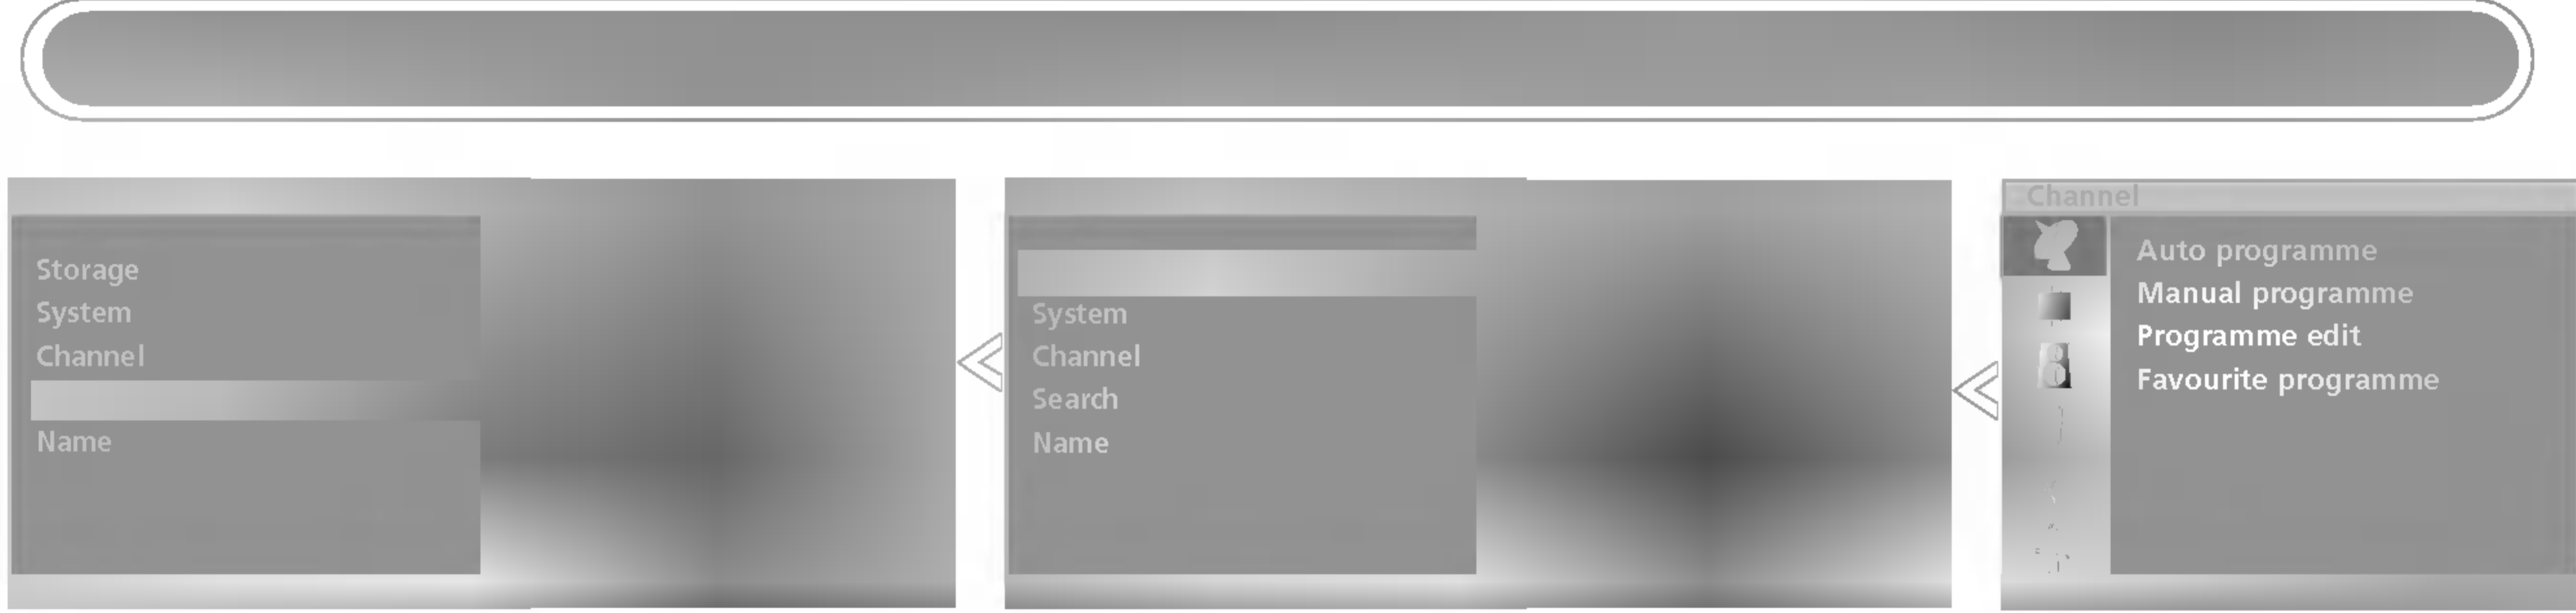 Storage
System
Channel
Name
System
Channel
Search
Name
Channel
Auto programme
Manual programme
Programme edit
Favourite programme